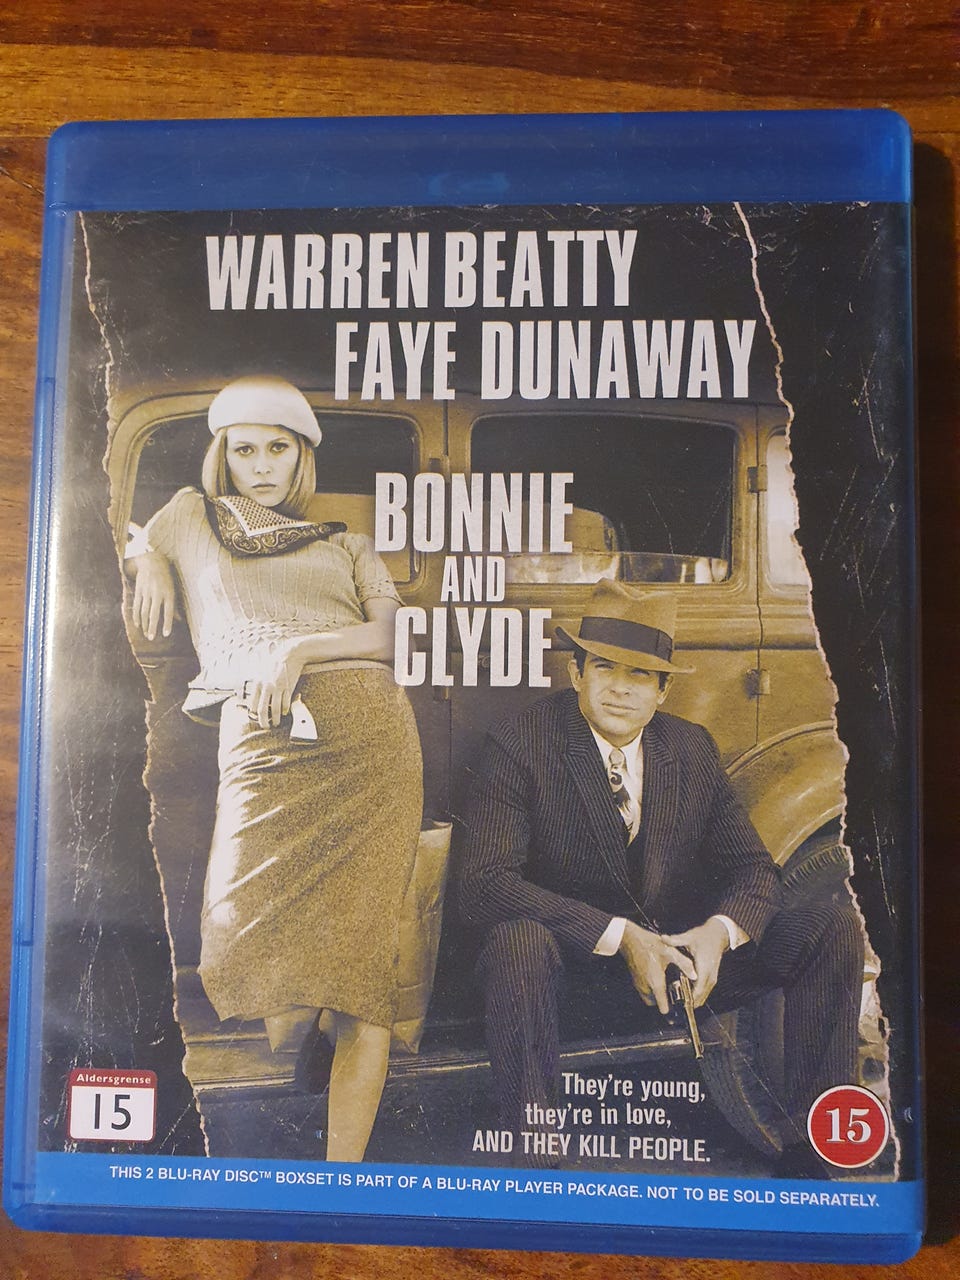 WARREN BEATTY
FAYE DUNAWAY
BONNIE
AND
CLYDE
They're young,
they're in love,
AND THEY KILL PEOPLE.
Aldersgrense
15
15
THIS 2 BLU-RAY DISC™ BOXSET IS PART OF A BLU-RAY PLAYER PACKAGE. NOT TO BE SOLD SEPARATELY.